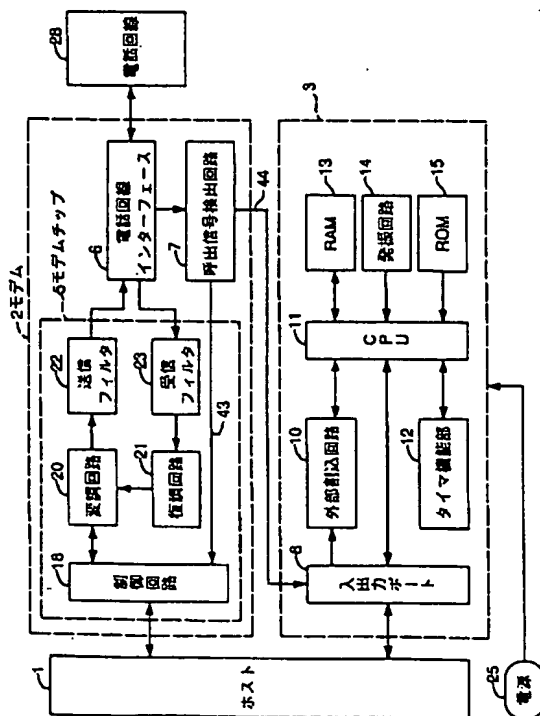 28
電話回線
2モデム
5モデムチップ
6
電話回線
インターフェース
7
呼出信号検出回路
44
22
送信
フィルタ
23
受信
フィルタ
43
20
変調回路
21
復調回路
18
制御回路
3
13
RAM
14
発振回路
15
ROM
11
CPU
10
外部割込回路
12
タイマ機能部
8
入出力ポート
1
ホスト
25
電源